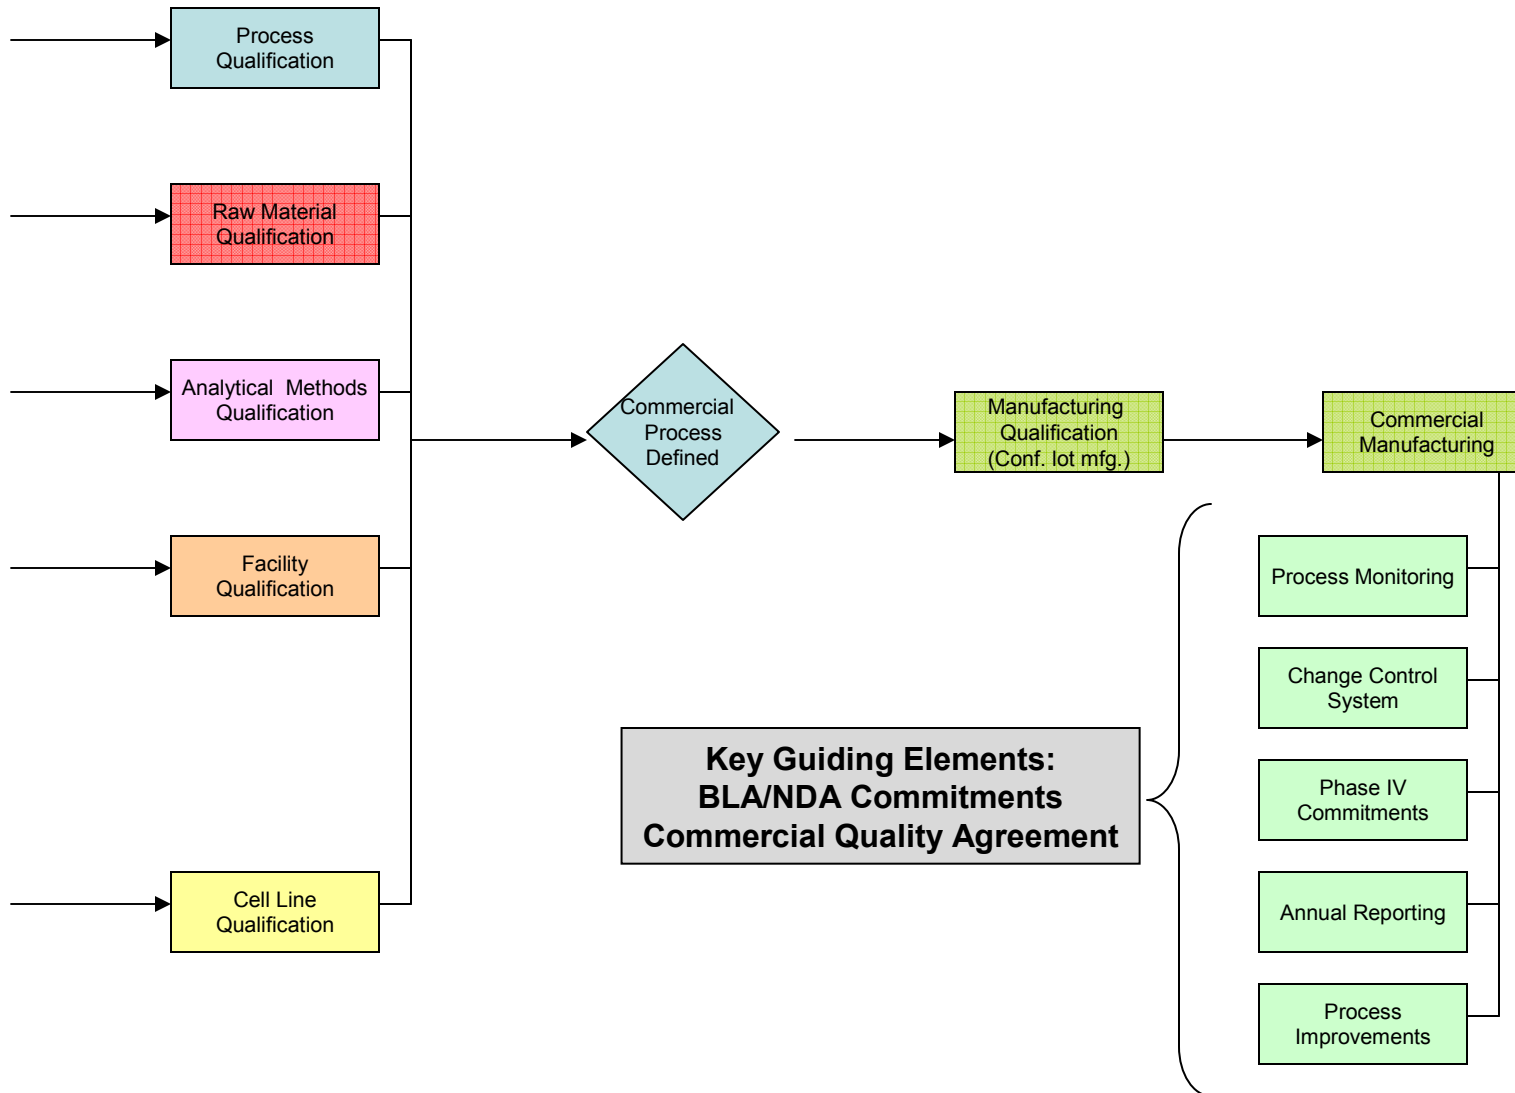 Process
Qualification
Raw Material
Qualification
Analytical Methods
Qualification
Facility
Qualification
Cell Line
Qualification
Commercial
Process
Defined
Manufacturing
Qualification
(Conf. lot mfg.)
Commercial
Manufacturing
Key Guiding Elements:
BLA/NDA Commitments
Commercial Quality Agreement
Process Monitoring
Change Control
System
Phase IV
Commitments
Annual Reporting
Process
Improvements